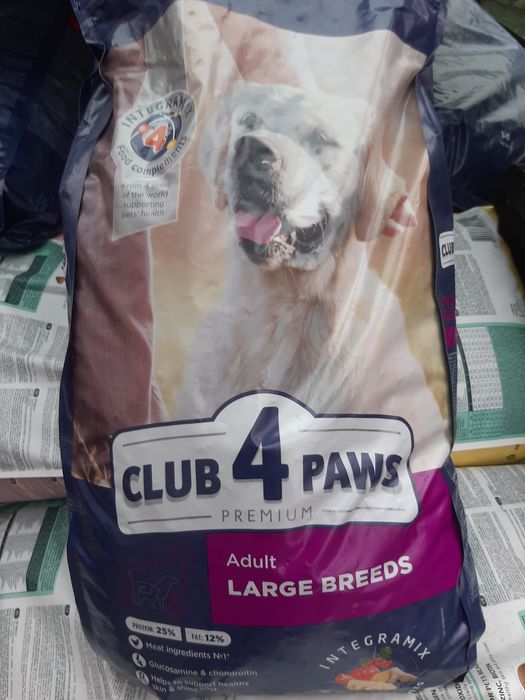 INTEGRAMIX
4
Food complements
From 4 sides
of the world
supporting
pets' health
CLUB
CLUB 4 PAWS
PREMIUM
Adult
LARGE BREEDS
PROTEIN: 25% FAT: 12%
Meat ingredients №1*
Glucosamine & chondroitin
Helps to support healthy
skin & shiny
INTEGRAMIX